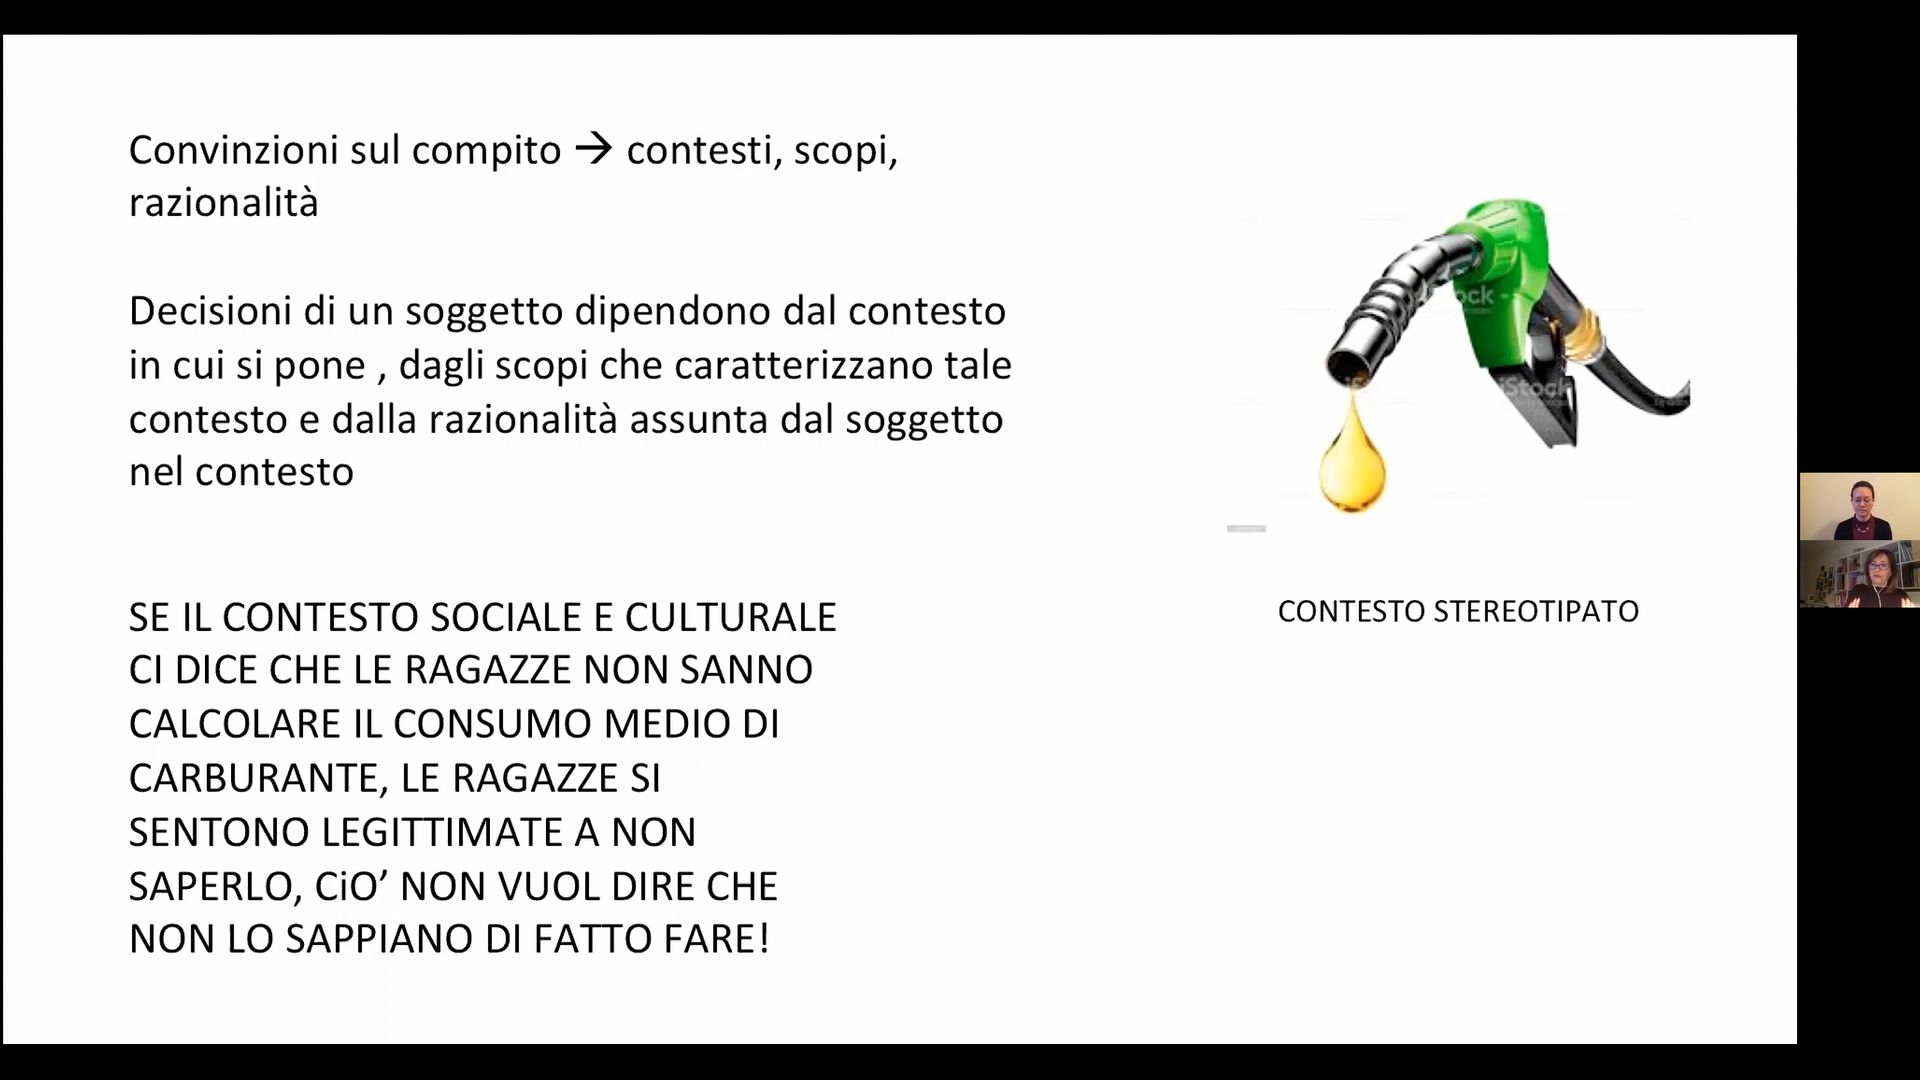 Convinzioni sul compito → contesti, scopi,
razionalità
Decisioni di un soggetto dipendono dal contesto
in cui si pone , dagli scopi che caratterizzano tale
contesto e dalla razionalità assunta dal soggetto
nel contesto
SE IL CONTESTO SOCIALE E CULTURALE
CI DICE CHE LE RAGAZZE NON SANNO
CALCOLARE IL CONSUMO MEDIO DI
CARBURANTE, LE RAGAZZE SI
SENTONO LEGITTIMATE A NON
SAPERLO, CiO’ NON VUOL DIRE CHE
NON LO SAPPIANO DI FATTO FARE!
iStock
CONTESTO STEREOTIPATO